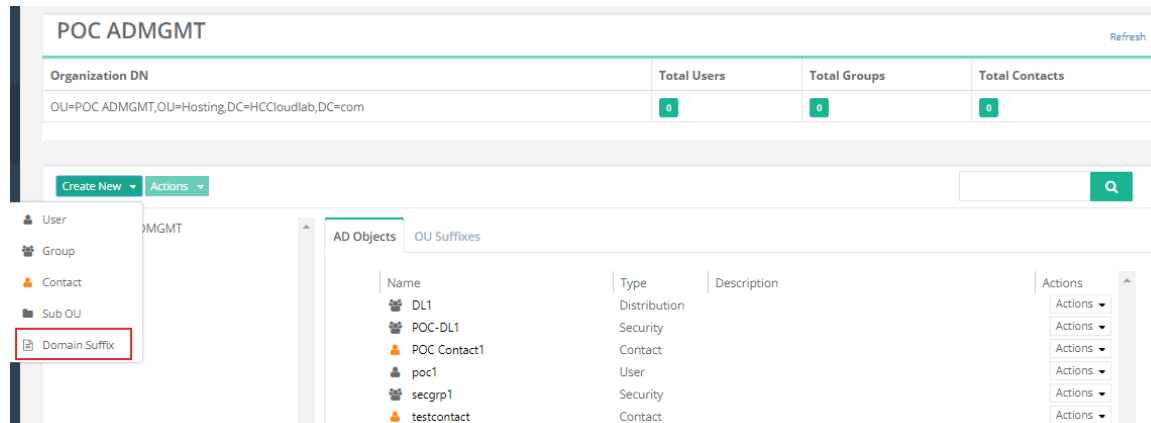 POC ADMGMT
Refresh
Organization DN Total Users Total Groups Total Contacts
OU=POC ADMGMT,OU=Hosting,DC=HCCloudlab,DC=com 0 0 0
Create New Actions
User
Group
Contact
Sub OU
Domain Suffix
DMGMT
AD Objects OU Suffixes
Name Type Description Actions
DL1 Distribution Actions
POC-DL1 Security Actions
POC Contact1 Contact Actions
poc1 User Actions
secgrp1 Security Actions
testcontact Contact Actions